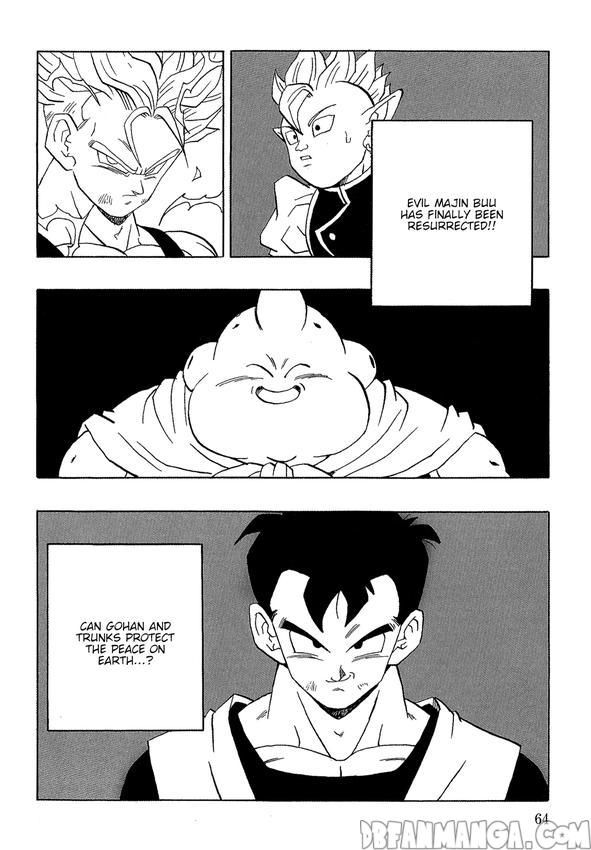 EVIL MAJIN BUU
HAS FINALLY BEEN
RESURRECTED!!
CAN GOHAN AND
TRUNKS PROTECT
THE PEACE ON
EARTH...?
64
DBFANMANGA.COM